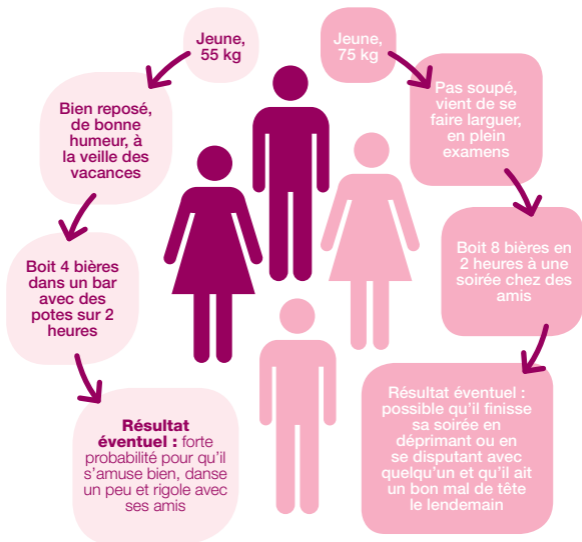 Jeune,
55 kg
Bien reposé,
de bonne
humeur, à
la veille des
vacances
Boit 4 bières
dans un bar
avec des
potes sur 2
heures
Résultat
éventuel : forte
probabilité pour qu'il
s'amuse bien, danse
un peu et rigole avec
ses amis
Jeune,
75 kg
Pas soupé,
vient de se
faire larguer,
en plein
examens
Boit 8 bières en
2 heures à une
soirée chez des
amis
Résultat éventuel :
possible qu'il finisse
sa soirée en
déprimant ou en
se disputant avec
quelqu'un et qu'il ait
un bon mal de tête
le lendemain